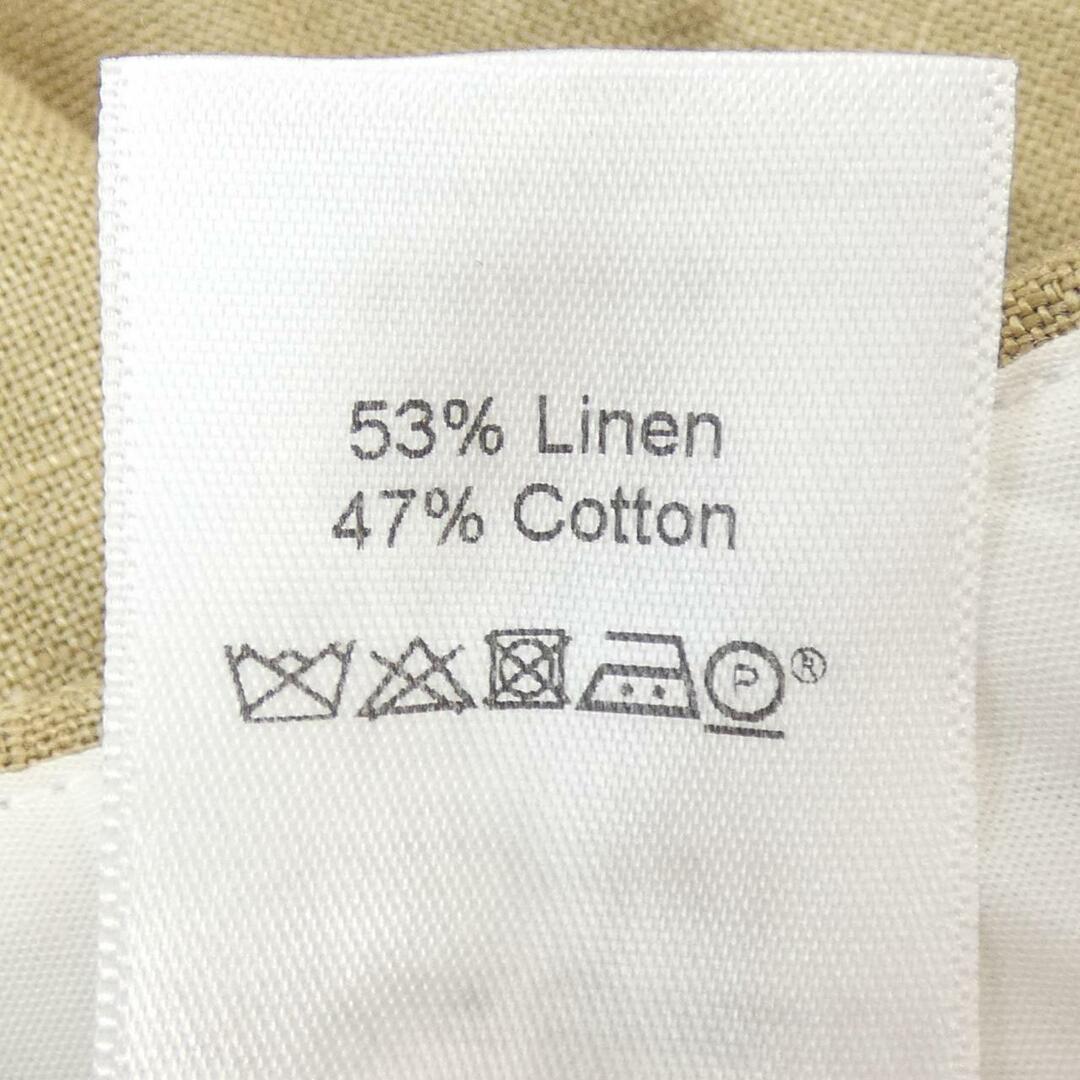 53% Linen
47% Cotton
P ®